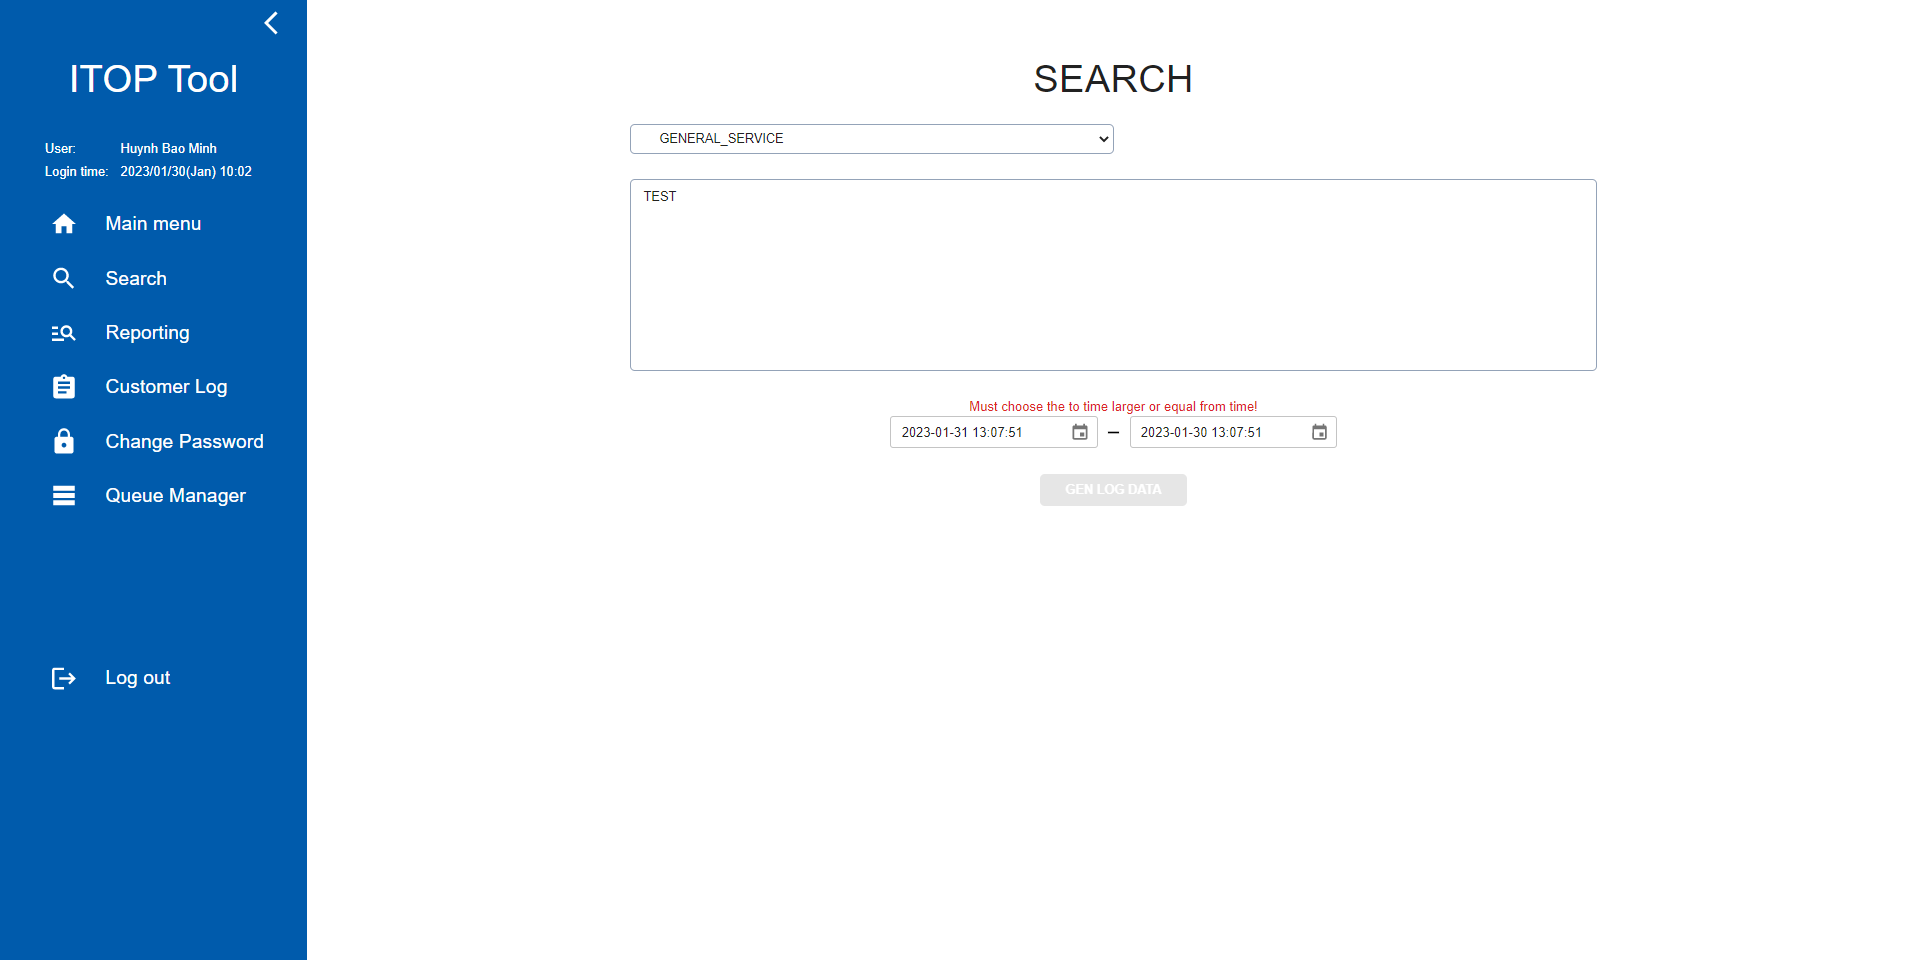 ITOP Tool
User: Huynh Bao Minh
Login time: 2023/01/30(Jan) 10:02
Main menu
Search
Reporting
Customer Log
Change Password
Queue Manager
Log out
SEARCH
GENERAL_SERVICE
TEST
Must choose the to time larger or equal from time!
2023-01-31 13:07:51 – 2023-01-30 13:07:51
GEN LOG DATA